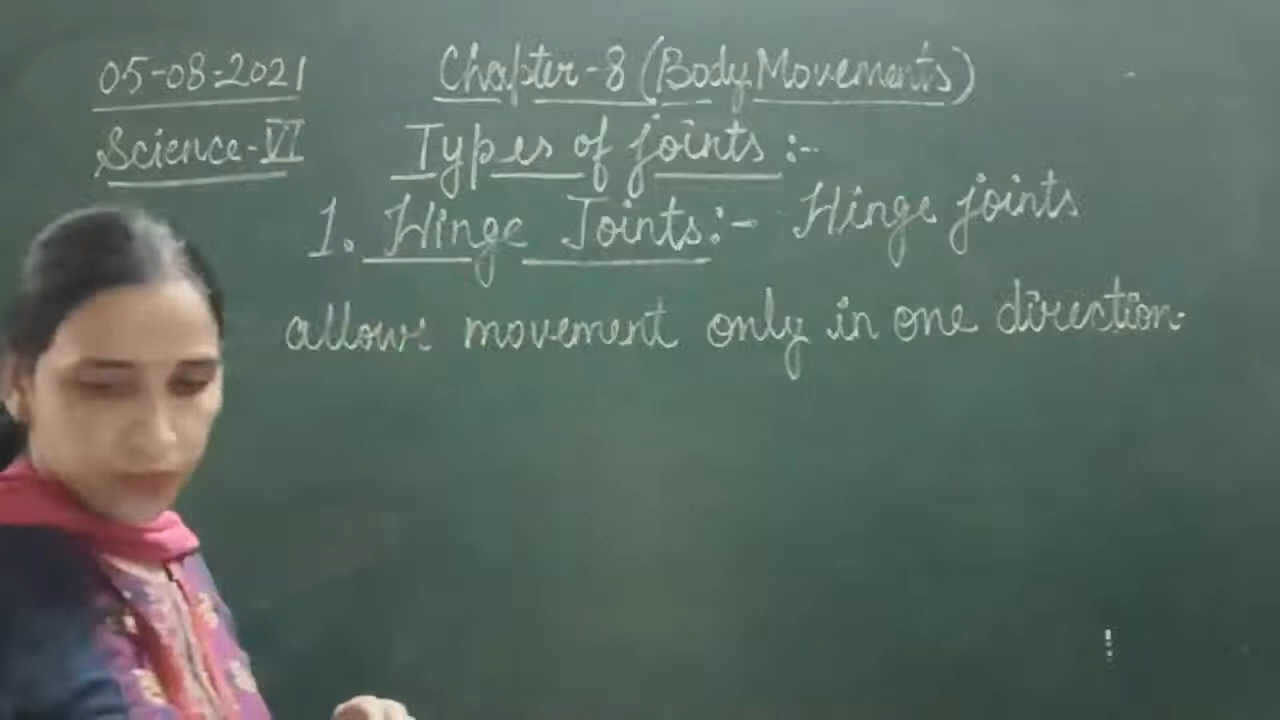 05-08-2021 Chapter-8 (Body Movements)
Science-VI Types of joints :-
1. Hinge Joints:- Hinge joints
allows movement only in one direction.